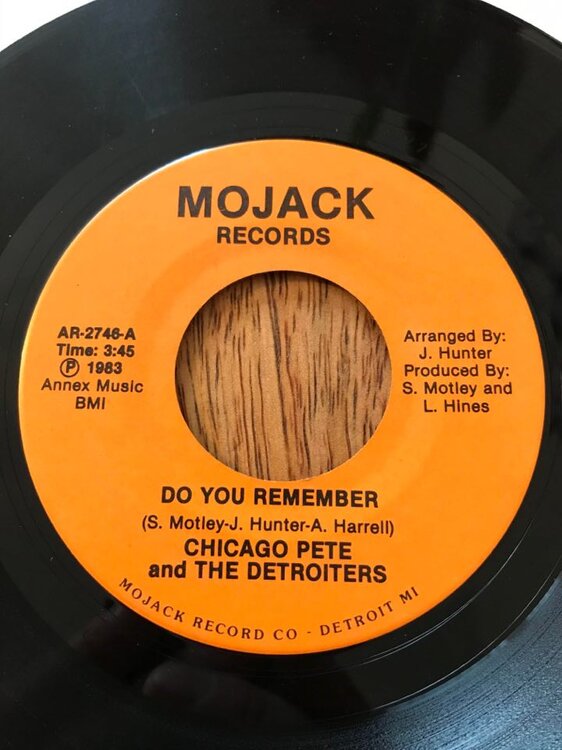 MOJACK
RECORDS
AR-2746-A
Time: 3:45
Ⓟ 1983
Annex Music
BMI
Arranged By:
J. Hunter
Produced By:
S. Motley and
L. Hines
DO YOU REMEMBER
(S. Motley-J. Hunter-A. Harrell)
CHICAGO PETE
and THE DETROITERS
MOJACK RECORD CO - DETROIT MI